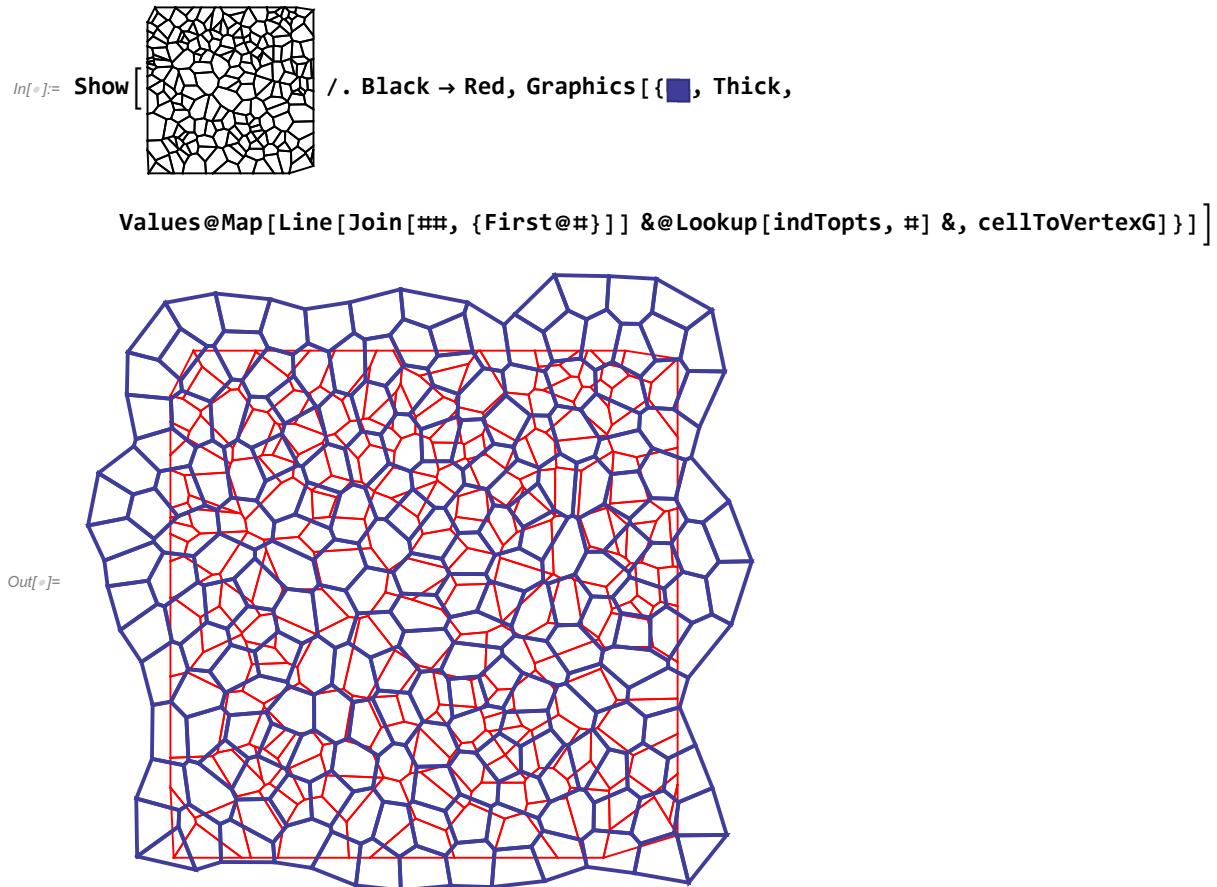 In[ ]:= Show[ /. Black → Red, Graphics[{ , Thick,
Values@Map[Line[Join[##, {First@#}]] &@Lookup[indTopts, #] &, cellToVertexG]}]]
Out[ ]=